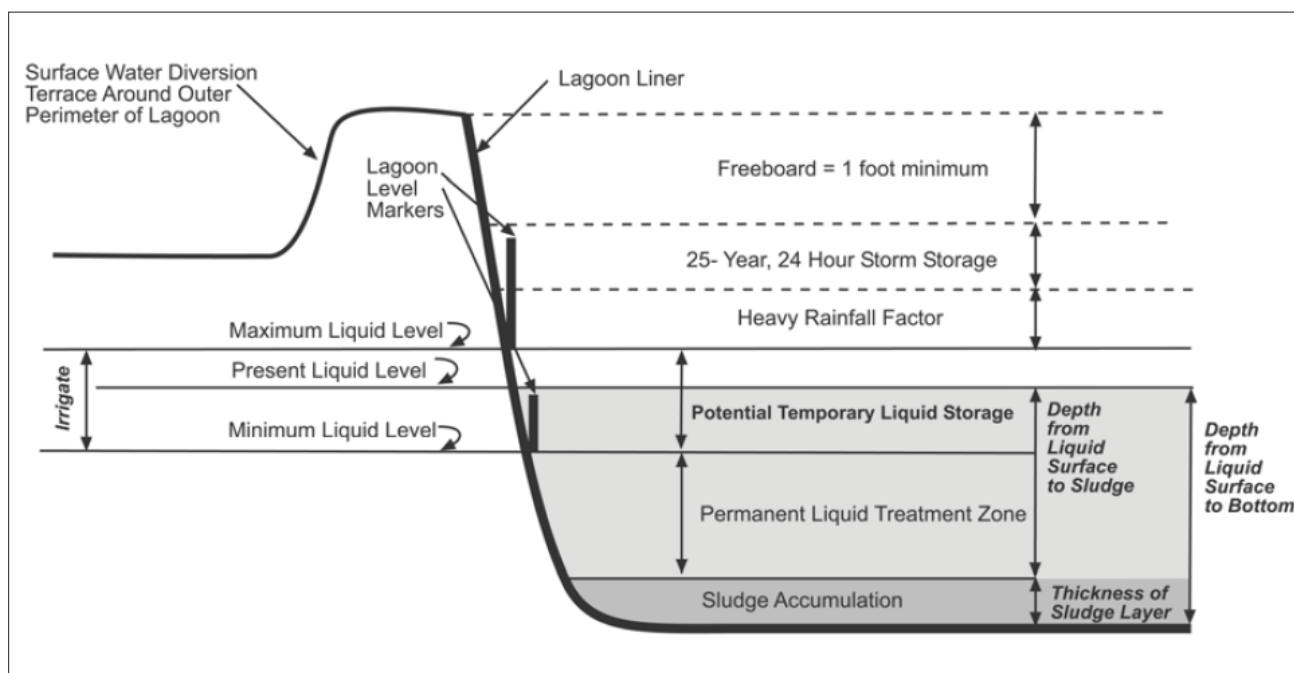 Surface Water Diversion
Terrace Around Outer
Perimeter of Lagoon
Lagoon Liner
Lagoon
Level
Markers
Freeboard = 1 foot minimum
25- Year, 24 Hour Storm Storage
Heavy Rainfall Factor
Maximum Liquid Level
Present Liquid Level
Minimum Liquid Level
Irrigate
Potential Temporary Liquid Storage
Depth
from
Liquid
Surface
to Sludge
Depth
from
Liquid
Surface
to Bottom
Permanent Liquid Treatment Zone
Sludge Accumulation
Thickness of
Sludge Layer